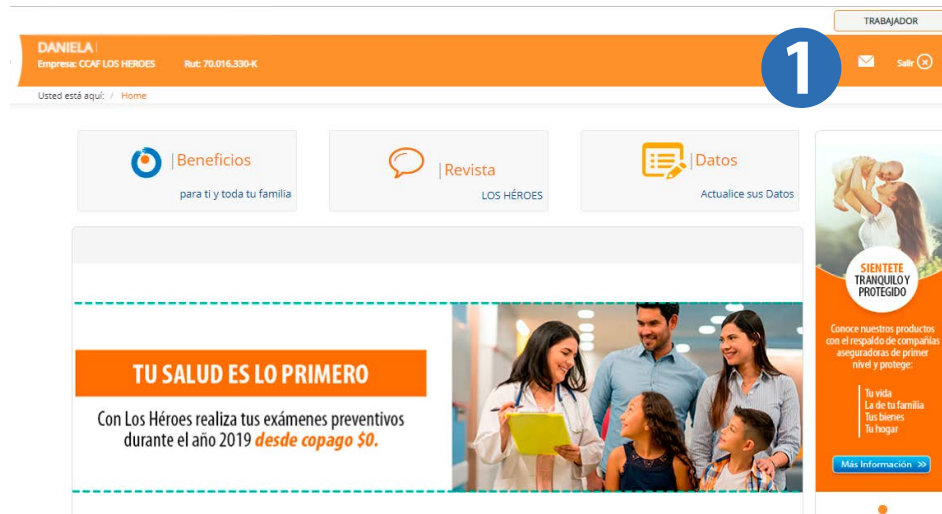 TRABAJADOR
DANIELA
Empresa: CCAF LOS HEROES Rut: 70.016.330-K
1
Salir
Usted está aquí: / Home
|Beneficios
para ti y toda tu familia
|Revista
LOS HÉROES
|Datos
Actualice sus Datos
TU SALUD ES LO PRIMERO
Con Los Héroes realiza tus exámenes preventivos
durante el año 2019 desde copago $0.
SIENTETE
TRANQUILO Y
PROTEGIDO
Conoce nuestros productos
con el respaldo de compañías
aseguradoras de primer
nivel y protege:
Tu vida
La de tu familia
Tus bienes
Tu hogar
Más Información »